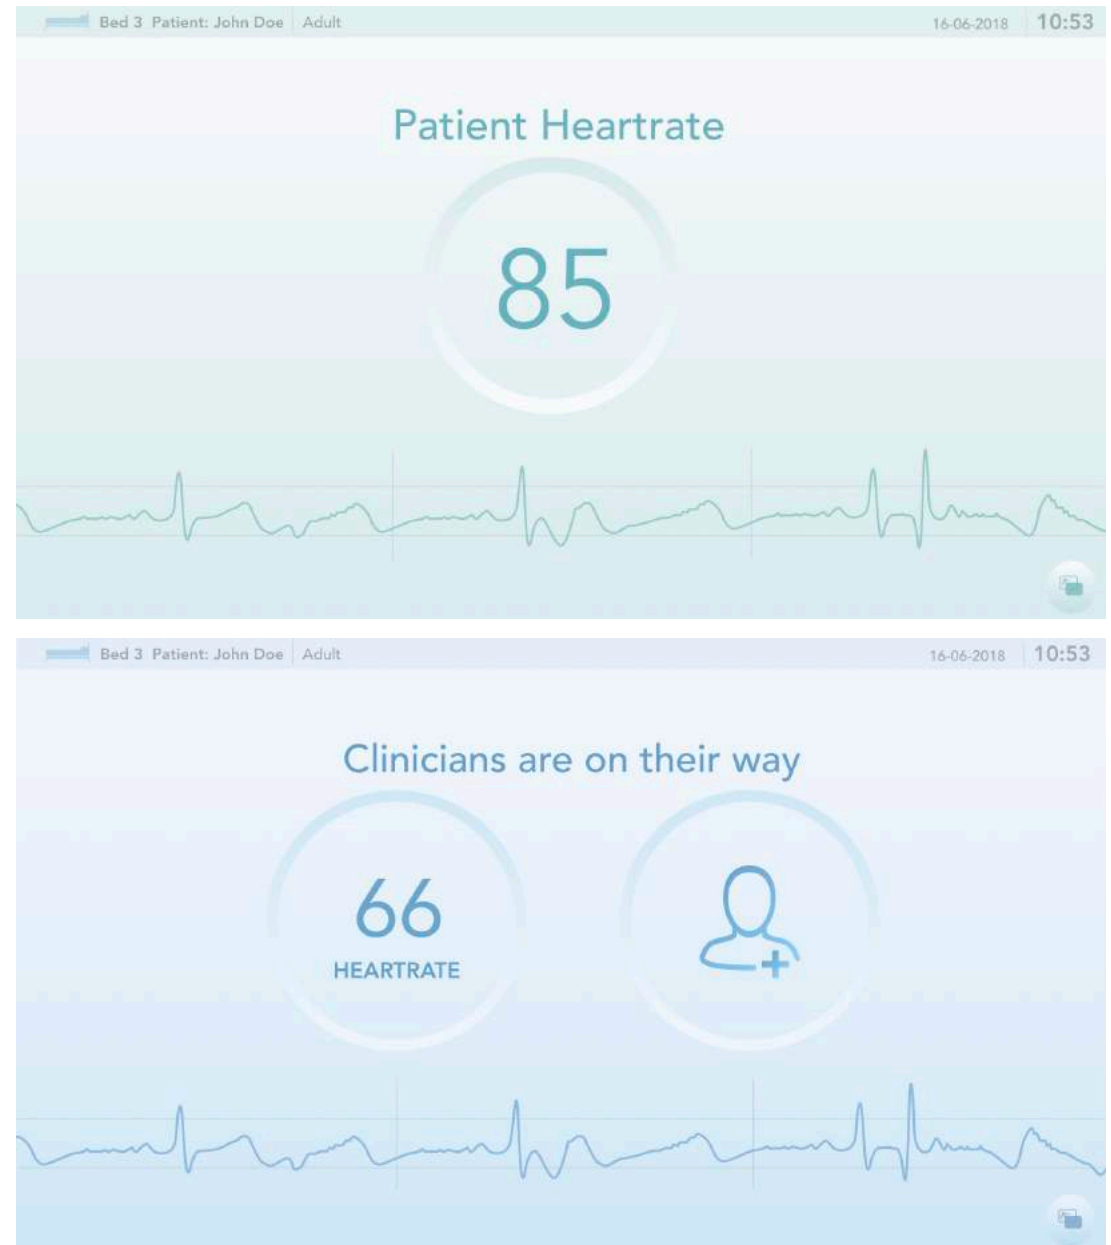 Bed 3 Patient: John Doe Adult 16-06-2018 10:53
Patient Heartrate
85
Bed 3 Patient: John Doe Adult 16-06-2018 10:53
Clinicians are on their way
66
HEARTRATE